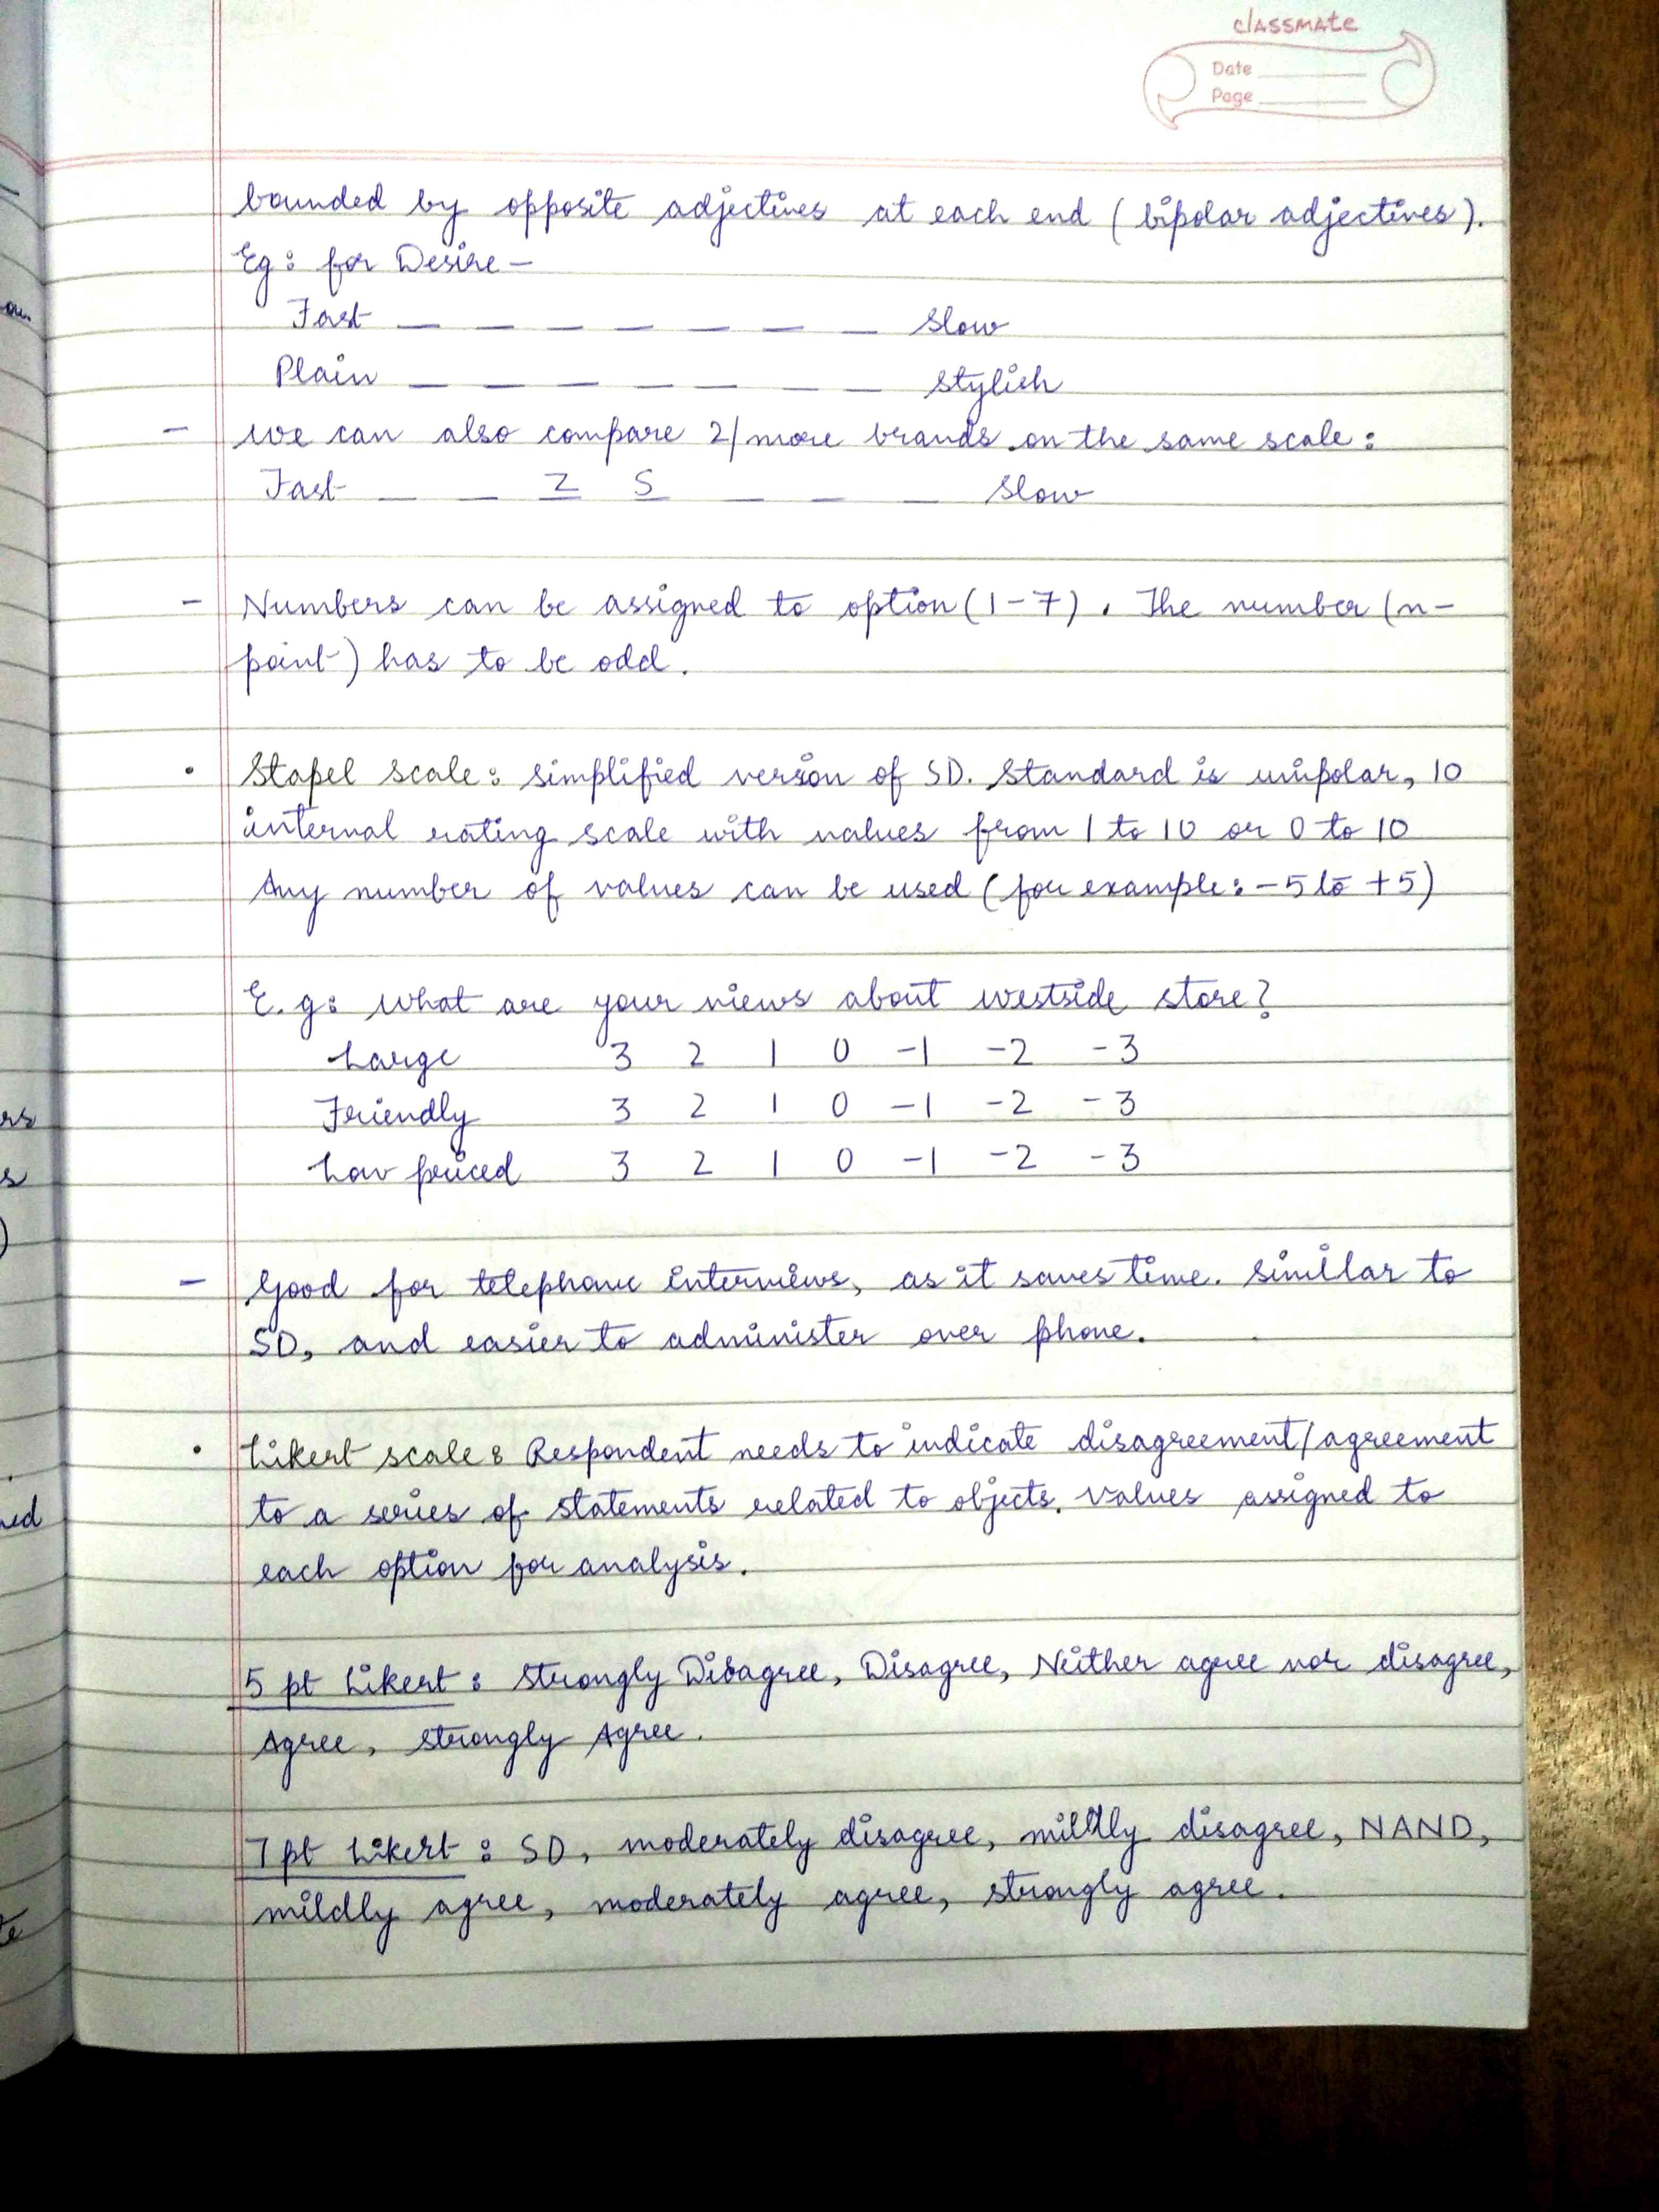 classmate
Date
Page
bounded by opposite adjectives at each end (bipolar adjectives).
Eg: for Desire -
Fast _ _ _ _ _ _ _ Slow
Plain _ _ _ _ _ _ _ Stylish
- We can also compare 2/more brands on the same scale:
Fast _ _ Z S _ _ _ Slow
- Numbers can be assigned to option (1-7). The number (n-
point) has to be odd.
• Stapel scale: simplified verson of SD. Standard is unipolar, 10
internal rating scale with values from 1 to 10 or 0 to 10
Any number of values can be used (for example: -5 to +5)
E.g: What are your views about westside store?
Large 3 2 1 0 -1 -2 -3
Friendly 3 2 1 0 -1 -2 -3
Low priced 3 2 1 0 -1 -2 -3
- Good for telephone interviews, as it saves time. Similar to
SD, and easier to administer over phone.
• Likert scale: Respondent needs to indicate disagreement/agreement
to a series of statements related to objects. Values assigned to
each option for analysis.
5 pt Likert: Strongly Disagree, Disagree, Neither agree nor disagree,
Agree, Strongly Agree.
7 pt Likert: SD, moderately disagree, mildly disagree, NAND,
mildly agree, moderately agree, strongly agree.